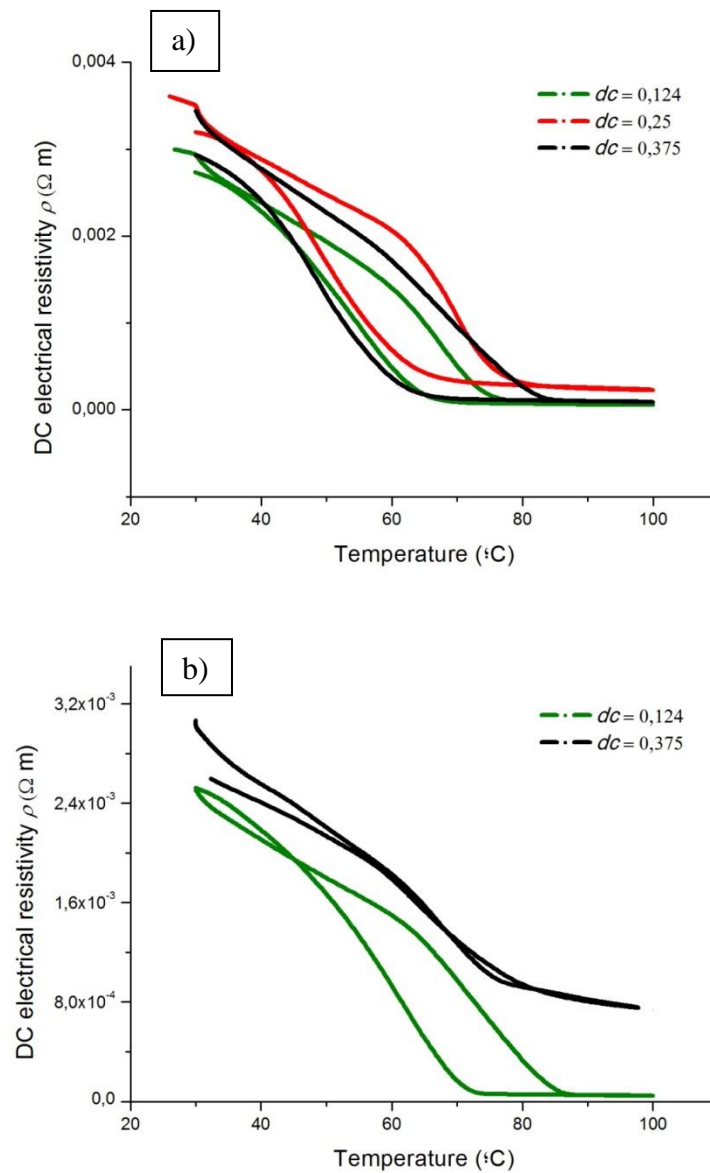 a)
0,004
0,002
0,000
DC electrical resistivity ρ (Ω m)
dc = 0,124
dc = 0,25
dc = 0,375
20 40 60 80 100
Temperature (؛C)
b)
3,2x10⁻³
2,4x10⁻³
1,6x10⁻³
8,0x10⁻⁴
0,0
DC electrical resistivity ρ (Ω m)
dc = 0,124
dc = 0,375
20 40 60 80 100
Temperature (؛C)